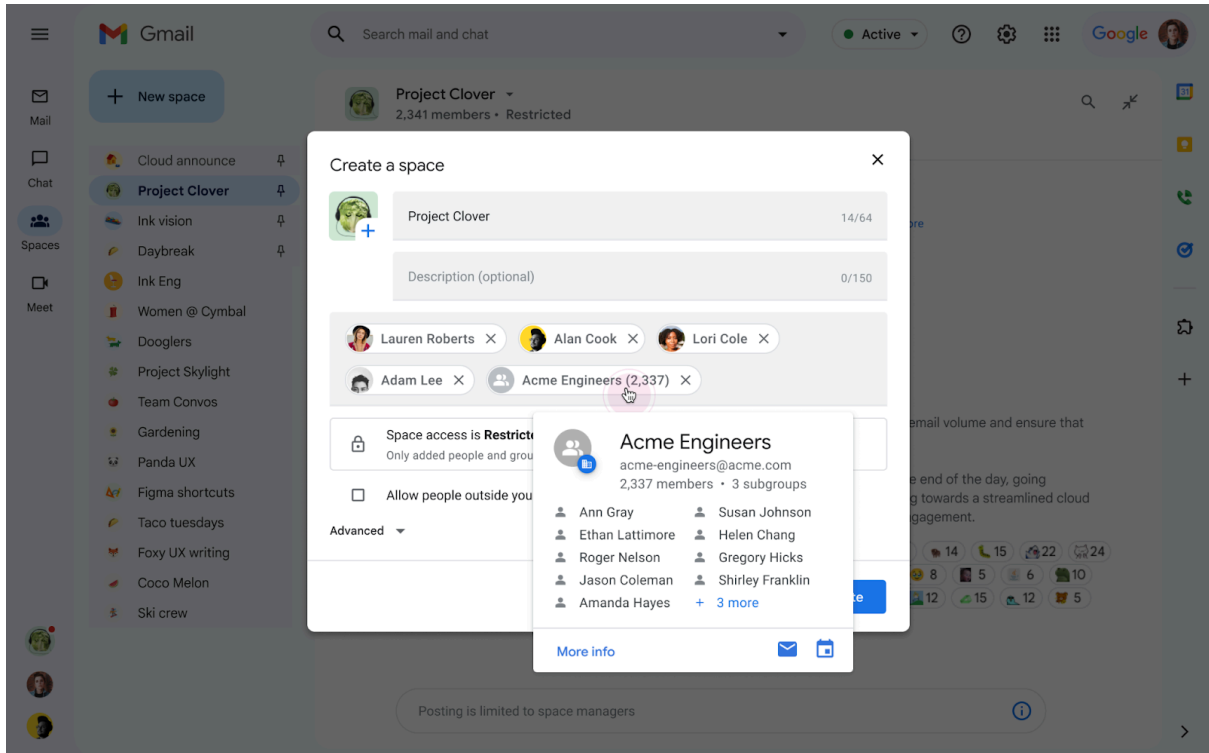 Gmail
Search mail and chat
Active
Google
Mail
Chat
Spaces
Meet
New space
Cloud announce
Project Clover
Ink vision
Daybreak
Ink Eng
Women @ Cymbal
Dooglers
Project Skylight
Team Convos
Gardening
Panda UX
Figma shortcuts
Taco tuesdays
Foxy UX writing
Coco Melon
Ski crew
Project Clover
2,341 members • Restricted
Create a space
Project Clover 14/64
Description (optional) 0/150
Lauren Roberts Alan Cook Lori Cole
Adam Lee Acme Engineers (2,337)
Space access is
Only added people and
Allow people outside
Advanced
Acme Engineers
acme-engineers@acme.com
2,337 members • 3 subgroups
Ann Gray Susan Johnson
Ethan Lattimore Helen Chang
Roger Nelson Gregory Hicks
Jason Coleman Shirley Franklin
Amanda Hayes + 3 more
More info
email volume and ensure that
end of the day, going
towards a streamlined cloud
14 15 22 24
8 5 6 10
12 15 12 5
Posting is limited to space managers
31